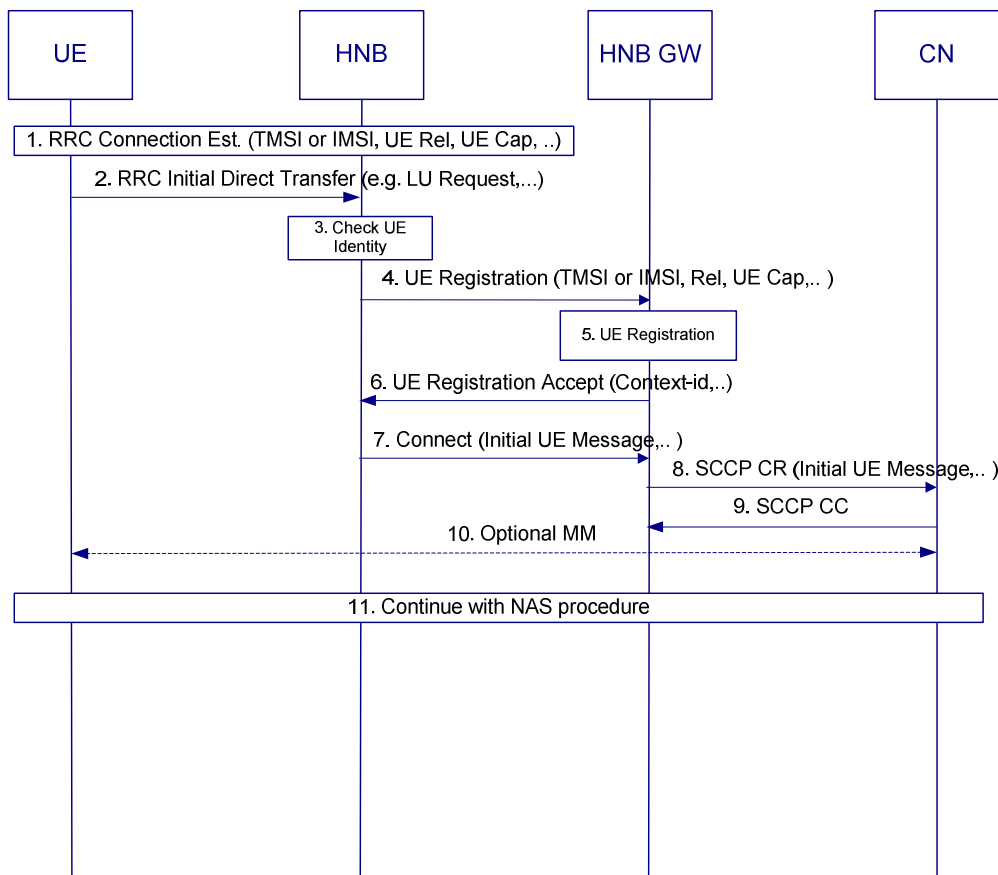 UE
HNB
HNB GW
CN
1. RRC Connection Est. (TMSI or IMSI, UE Rel, UE Cap, ..)
2. RRC Initial Direct Transfer (e.g. LU Request,...)
3. Check UE
Identity
4. UE Registration (TMSI or IMSI, Rel, UE Cap,.. )
5. UE Registration
6. UE Registration Accept (Context-id,..)
7. Connect (Initial UE Message,.. )
8. SCCP CR (Initial UE Message,.. )
9. SCCP CC
10. Optional MM
11. Continue with NAS procedure